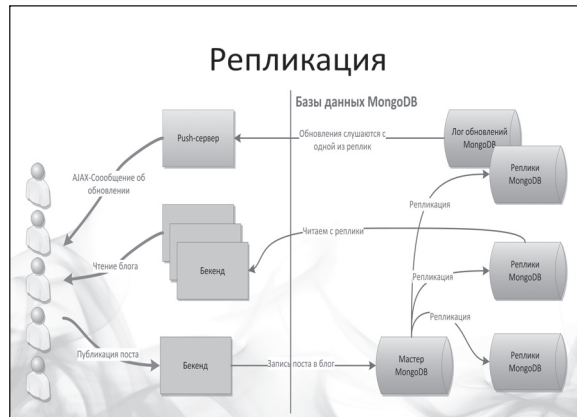 Репликация
Базы данных MongoDB
Push-сервер
Обновления слушаются с
одной из реплик
Лог обновлений
MongoDB
Реплики
MongoDB
AJAX-Соообщение об
обновлении
Репликация
Читаем с реплики
Чтение блога
Бекенд
Репликация
Реплики
MongoDB
Репликация
Публикация поста
Бекенд
Запись поста в блог
Мастер
MongoDB
Реплики
MongoDB